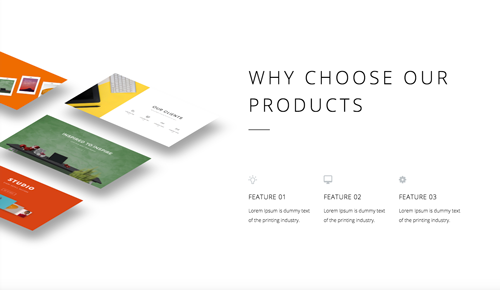 WHY CHOOSE OUR
PRODUCTS
FEATURE 01
Lorem Ipsum is dummy text
of the printing industry.
FEATURE 02
Lorem Ipsum is dummy text
of the printing industry.
FEATURE 03
Lorem Ipsum is dummy text
of the printing industry.
OUR CLIENTS
INSPIRED TO INSPIRE
STUDIO